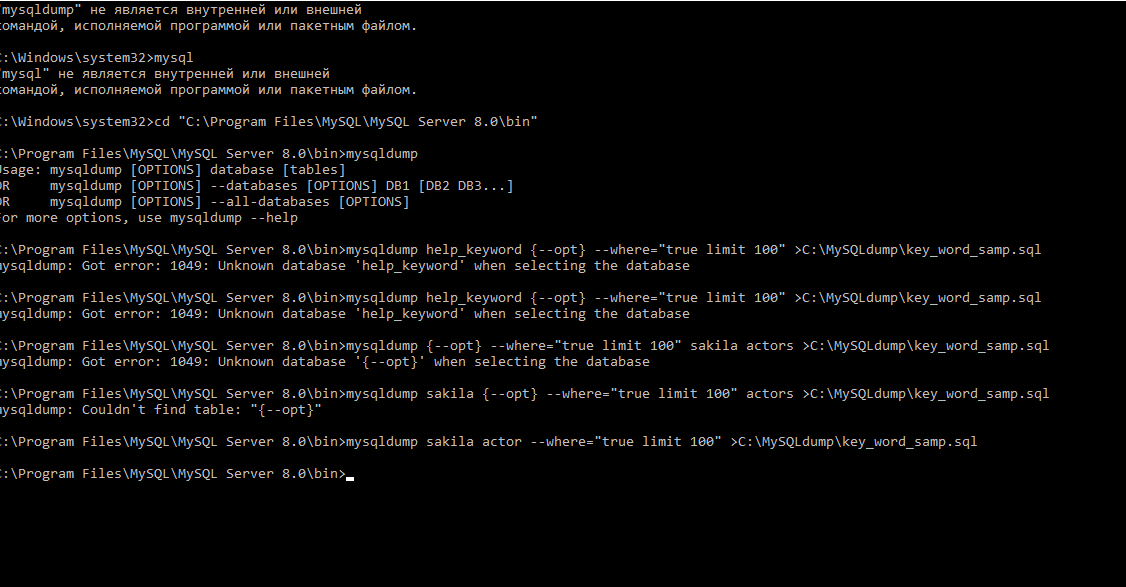 "mysqldump" не является внутренней или внешней
командой, исполняемой программой или пакетным файлом.
C:\Windows\system32>mysql
"mysql" не является внутренней или внешней
командой, исполняемой программой или пакетным файлом.
C:\Windows\system32>cd "C:\Program Files\MySQL\MySQL Server 8.0\bin"
C:\Program Files\MySQL\MySQL Server 8.0\bin>mysqldump
Usage: mysqldump [OPTIONS] database [tables]
OR     mysqldump [OPTIONS] --databases [OPTIONS] DB1 [DB2 DB3...]
OR     mysqldump [OPTIONS] --all-databases [OPTIONS]
For more options, use mysqldump --help
C:\Program Files\MySQL\MySQL Server 8.0\bin>mysqldump help_keyword {--opt} --where="true limit 100" >C:\MySQLdump\key_word_samp.sql
mysqldump: Got error: 1049: Unknown database 'help_keyword' when selecting the database
C:\Program Files\MySQL\MySQL Server 8.0\bin>mysqldump help_keyword {--opt} --where="true limit 100" >C:\MySQLdump\key_word_samp.sql
mysqldump: Got error: 1049: Unknown database 'help_keyword' when selecting the database
C:\Program Files\MySQL\MySQL Server 8.0\bin>mysqldump {--opt} --where="true limit 100" sakila actors >C:\MySQLdump\key_word_samp.sql
mysqldump: Got error: 1049: Unknown database '{--opt}' when selecting the database
C:\Program Files\MySQL\MySQL Server 8.0\bin>mysqldump sakila {--opt} --where="true limit 100" actors >C:\MySQLdump\key_word_samp.sql
mysqldump: Couldn't find table: "{--opt}"
C:\Program Files\MySQL\MySQL Server 8.0\bin>mysqldump sakila actor --where="true limit 100" >C:\MySQLdump\key_word_samp.sql
C:\Program Files\MySQL\MySQL Server 8.0\bin>